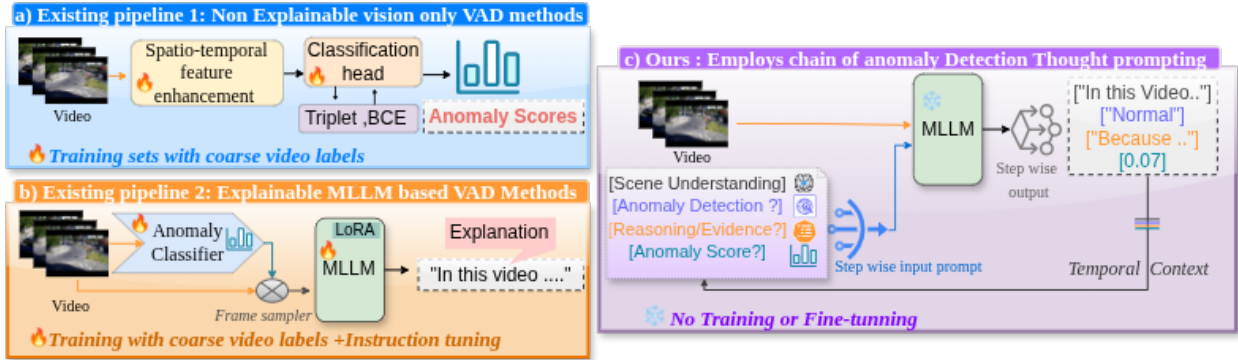 a) Existing pipeline 1: Non Explainable vision only VAD methods
Video
Spatio-temporal
feature
enhancement
Classification
head
Triplet ,BCE
Anomaly Scores
Training sets with coarse video labels
b) Existing pipeline 2: Explainable MLLM based VAD Methods
Video
Anomaly
Classifier
Frame sampler
LoRA
MLLM
Explanation
"In this video ...."
Training with coarse video labels +Instruction tuning
c) Ours : Employs chain of anomaly Detection Thought prompting
Video
MLLM
Step wise
output
["In this Video.."]
["Normal"]
["Because .."]
[0.07]
[Scene Understanding]
[Anomaly Detection ?]
[Reasoning/Evidence?]
[Anomaly Score?]
Step wise input prompt
Temporal Context
No Training or Fine-tunning